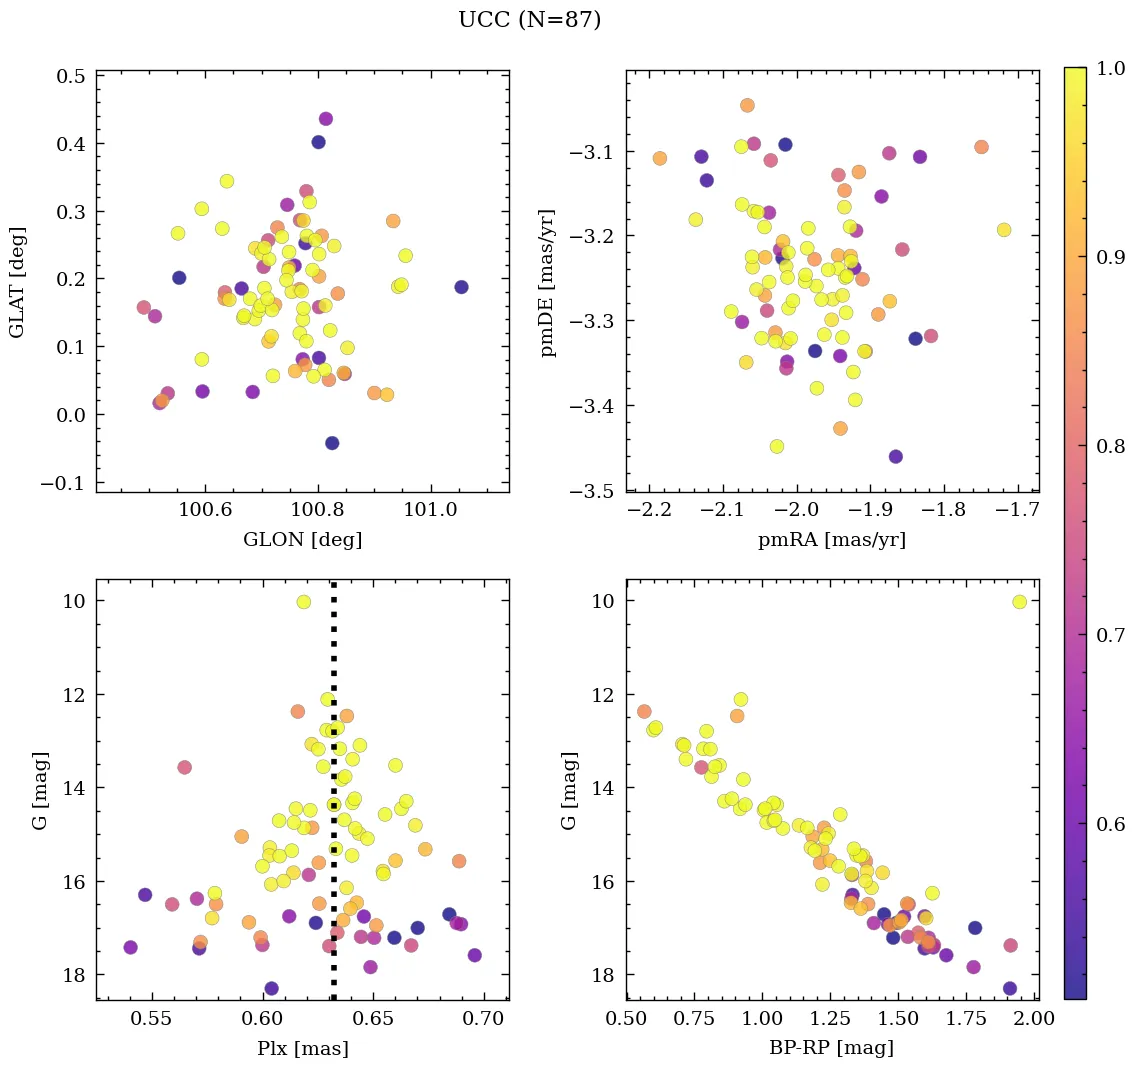 UCC (N=87)
0.5
0.4
0.3
0.2
0.1
0.0
−0.1
GLAT [deg]
100.6 100.8 101.0
GLON [deg]
−3.1
−3.2
−3.3
−3.4
−3.5
pmDE [mas/yr]
−2.2 −2.1 −2.0 −1.9 −1.8 −1.7
pmRA [mas/yr]
1.0
0.9
0.8
0.7
0.6
10
12
14
16
18
G [mag]
0.55 0.60 0.65 0.70
Plx [mas]
10
12
14
16
18
G [mag]
0.50 0.75 1.00 1.25 1.50 1.75 2.00
BP-RP [mag]